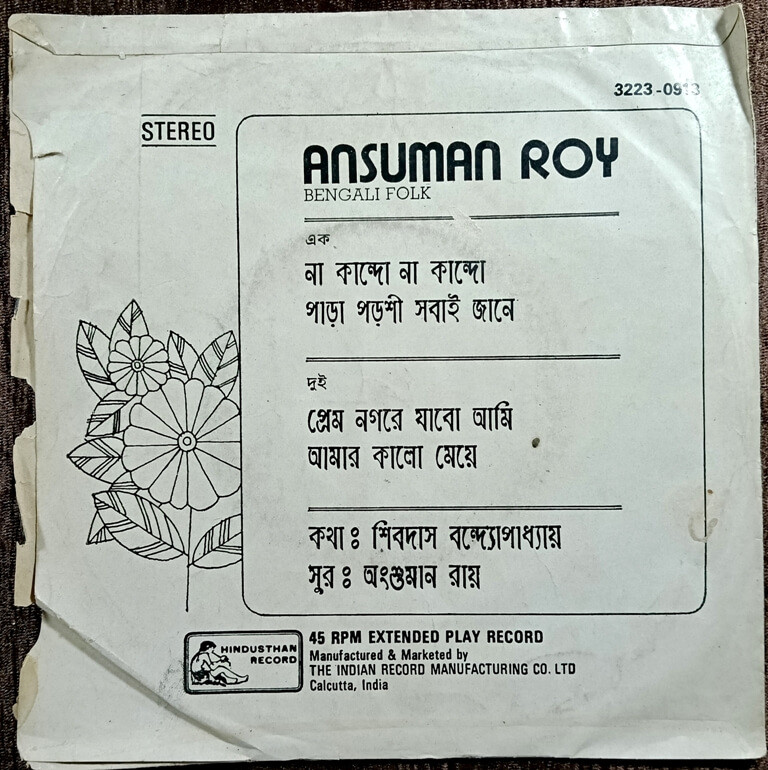 3223-0913
STEREO
ANSUMAN ROY
BENGALI FOLK
এক
না কান্দো না কান্দো
পাড়া পড়শী সবাই জানে
দুই
প্রেম নগরে যাবো আমি
আমার কালো মেয়ে
কথা ঃ শিবদাস বন্দ্যোপাধ্যায়
সুর ঃ অংশুমান রায়
HINDUSTHAN
RECORD
45 RPM EXTENDED PLAY RECORD
Manufactured & Marketed by
THE INDIAN RECORD MANUFACTURING CO. LTD
Calcutta, India